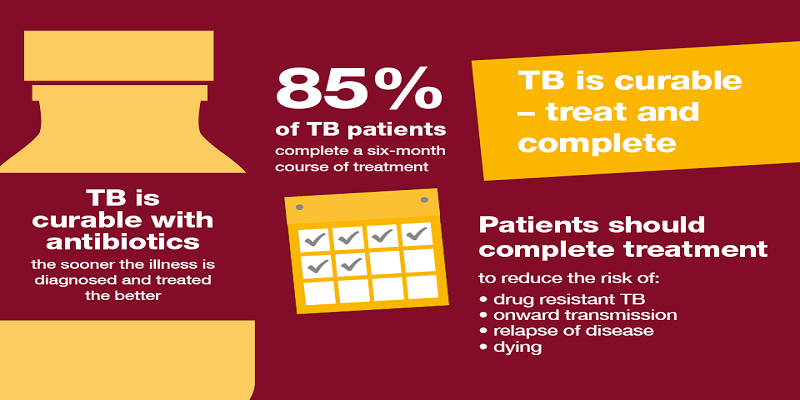 TB is
curable with
antibiotics
the sooner the illness is
diagnosed and treated
the better
85%
of TB patients
complete a six-month
course of treatment
TB is curable
– treat and
complete
Patients should
complete treatment
to reduce the risk of:
• drug resistant TB
• onward transmission
• relapse of disease
• dying